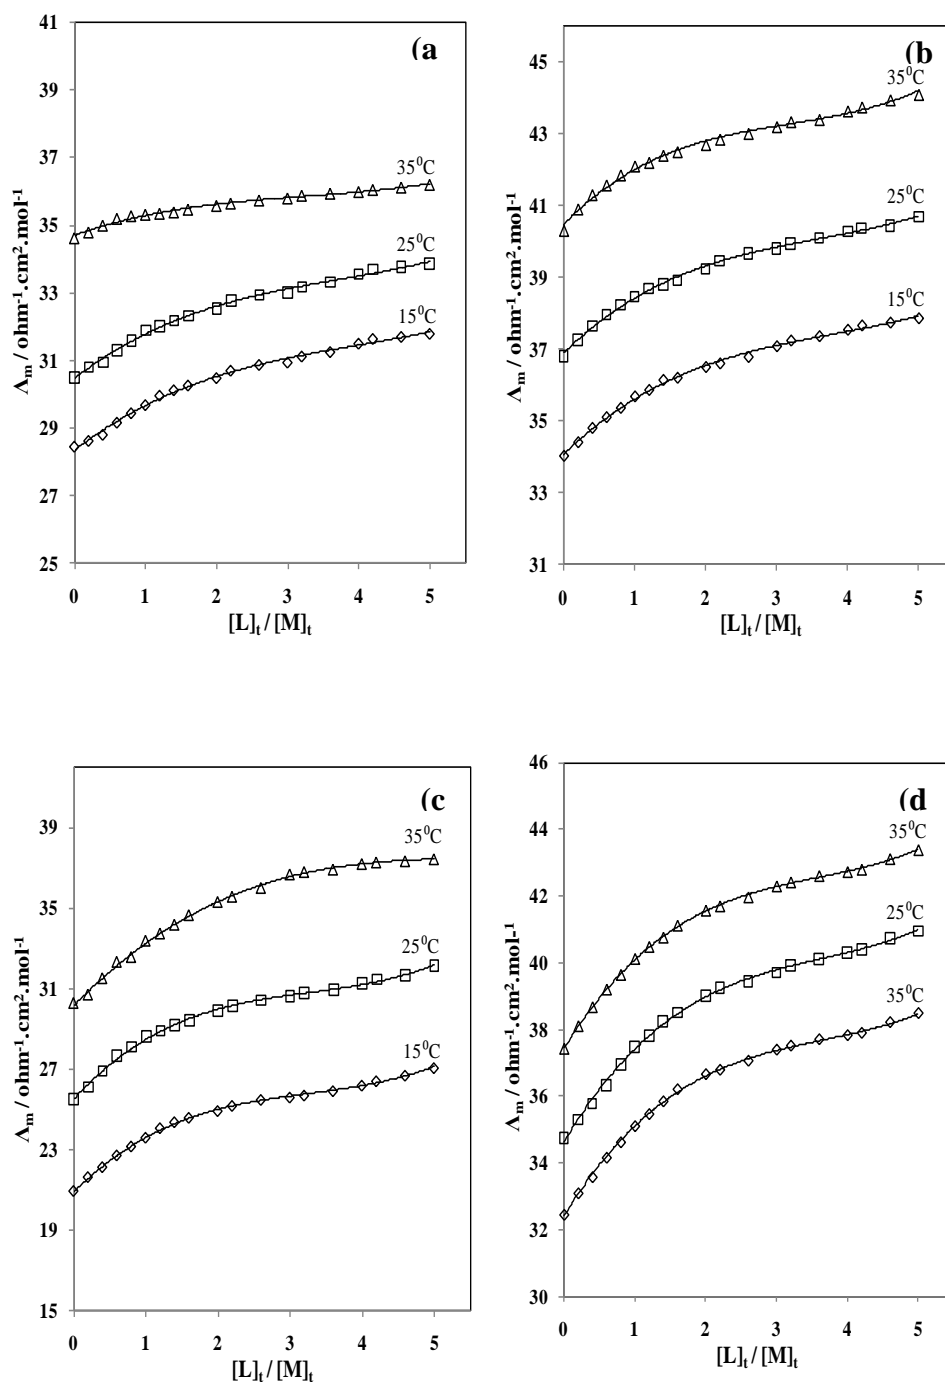 (a
41
39
37
35
33
31
29
27
25
35⁰C
25⁰C
15⁰C
0 1 2 3 4 5
Λm / ohm⁻¹.cm².mol⁻¹
[L]t / [M]t
(b
45
43
41
39
37
35
33
31
35⁰C
25⁰C
15⁰C
0 1 2 3 4 5
Λm / ohm⁻¹.cm².mol⁻¹
[L]t / [M]t
(c
39
35
31
27
23
19
15
35⁰C
25⁰C
15⁰C
0 1 2 3 4 5
Λm / ohm⁻¹.cm².mol⁻¹
[L]t / [M]t
(d
46
44
42
40
38
36
34
32
30
35⁰C
25⁰C
35⁰C
0 1 2 3 4 5
Λm / ohm⁻¹.cm².mol-¹
[L]t / [M]t